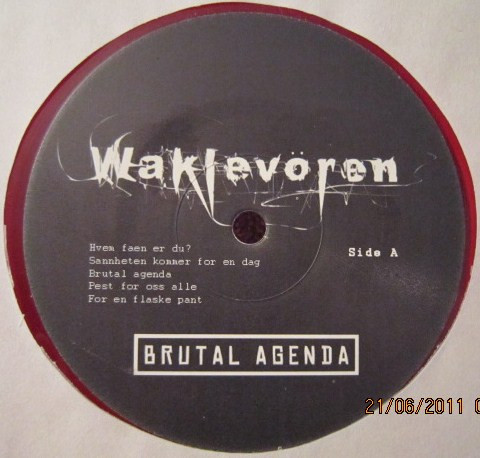 Waklevören
Hvem faen er du?
Sannheten kommer for en dag
Brutal agenda
Pest for oss alle
For en flaske pant
Side A
BRUTAL AGENDA
21/06/2011